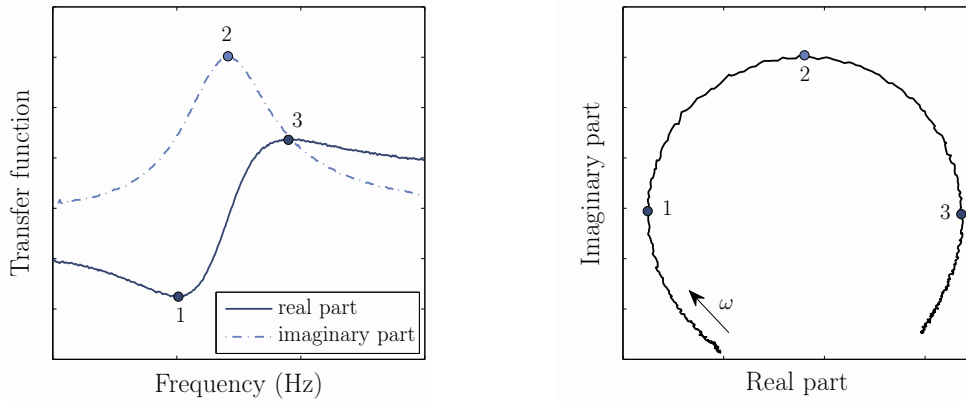 2
3
1
Transfer function
real part
imaginary part
Frequency (Hz)
2
1
3
ω
Imaginary part
Real part